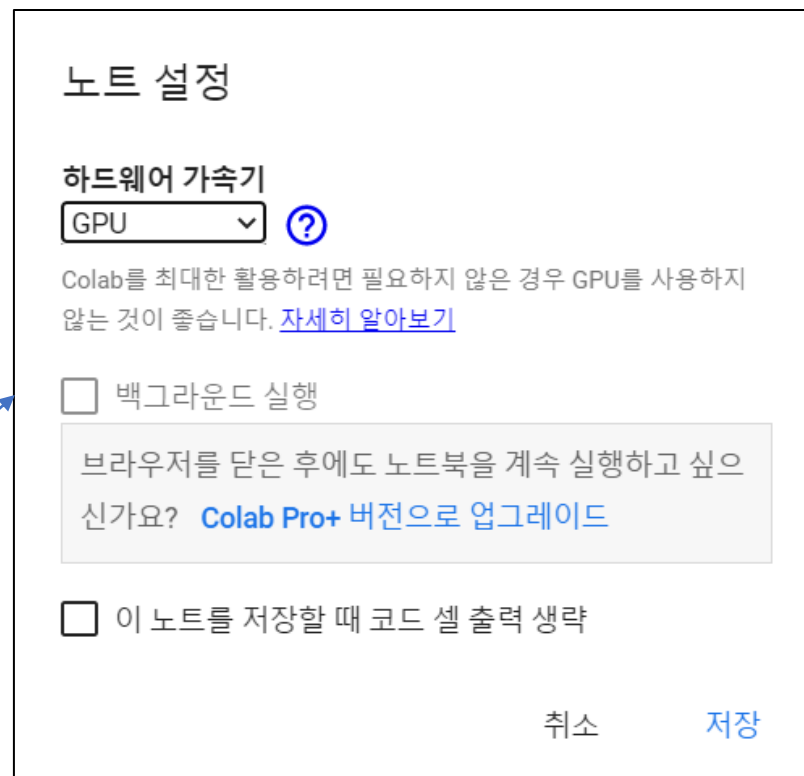 노트 설정
하드웨어 가속기
GPU
Colab를 최대한 활용하려면 필요하지 않은 경우 GPU를 사용하지
않는 것이 좋습니다. 자세히 알아보기
백그라운드 실행
브라우저를 닫은 후에도 노트북을 계속 실행하고 싶으
신가요? Colab Pro+ 버전으로 업그레이드
이 노트를 저장할 때 코드 셀 출력 생략
취소 저장